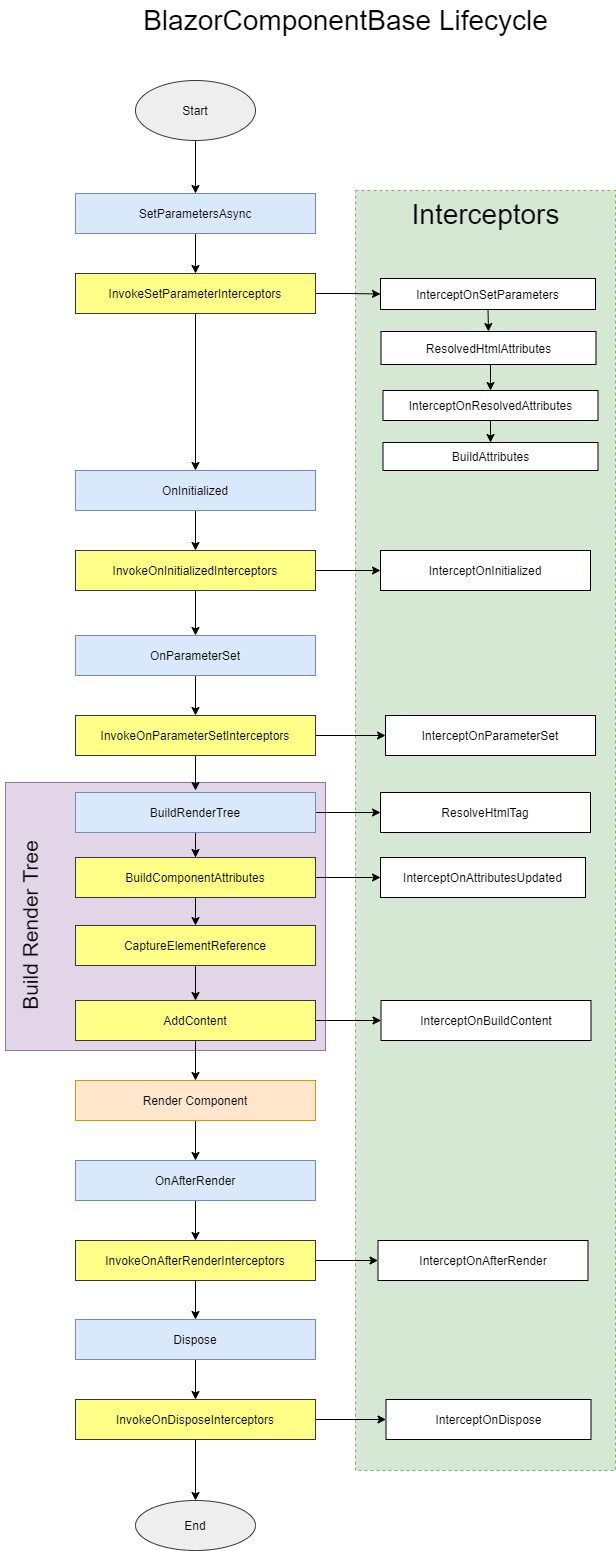 BlazorComponentBase Lifecycle
Start
SetParametersAsync
Interceptors
InvokeSetParameterInterceptors
InterceptOnSetParameters
ResolvedHtmlAttributes
InterceptOnResolvedAttributes
BuildAttributes
OnInitialized
InvokeOnInitializedInterceptors
InterceptOnInitialized
OnParameterSet
InvokeOnParameterSetInterceptors
InterceptOnParameterSet
Build Render Tree
BuildRenderTree
ResolveHtmlTag
BuildComponentAttributes
InterceptOnAttributesUpdated
CaptureElementReference
AddContent
InterceptOnBuildContent
Render Component
OnAfterRender
InvokeOnAfterRenderInterceptors
InterceptOnAfterRender
Dispose
InvokeOnDisposeInterceptors
InterceptOnDispose
End